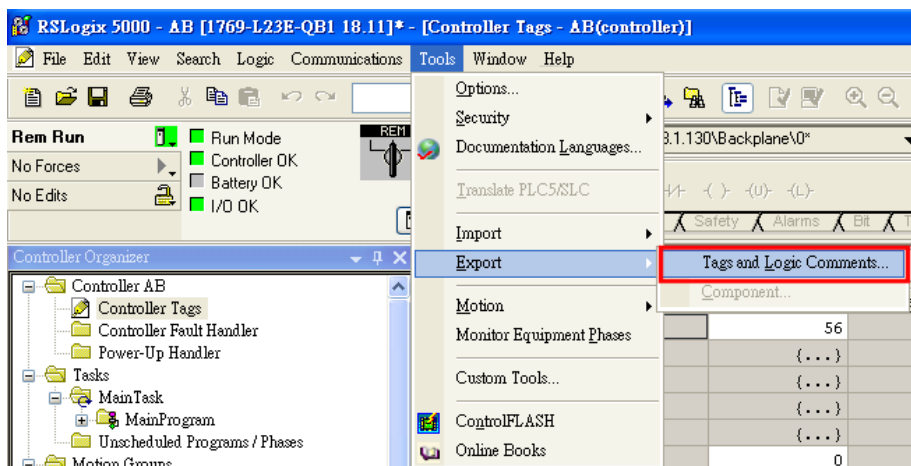 RSLogix 5000 - AB [1769-L23E-QB1 18.11]* - [Controller Tags - AB(controller)]
File Edit View Search Logic Communications Tools Window Help
Rem Run
No Forces
No Edits
Run Mode
Controller OK
Battery OK
I/O OK
REM
3.1.130\Backplane\0*
Safety Alarms Bit
Controller Organizer
Controller AB
Controller Tags
Controller Fault Handler
Power-Up Handler
Tasks
MainTask
MainProgram
Unscheduled Programs / Phases
Motion Groups
Options...
Security
Documentation Languages...
Translate PLC5/SLC
Import
Export
Motion
Monitor Equipment Phases
Custom Tools...
ControlFLASH
Online Books
Tags and Logic Comments...
Component...
56
{...}
{...}
{...}
{...}
0